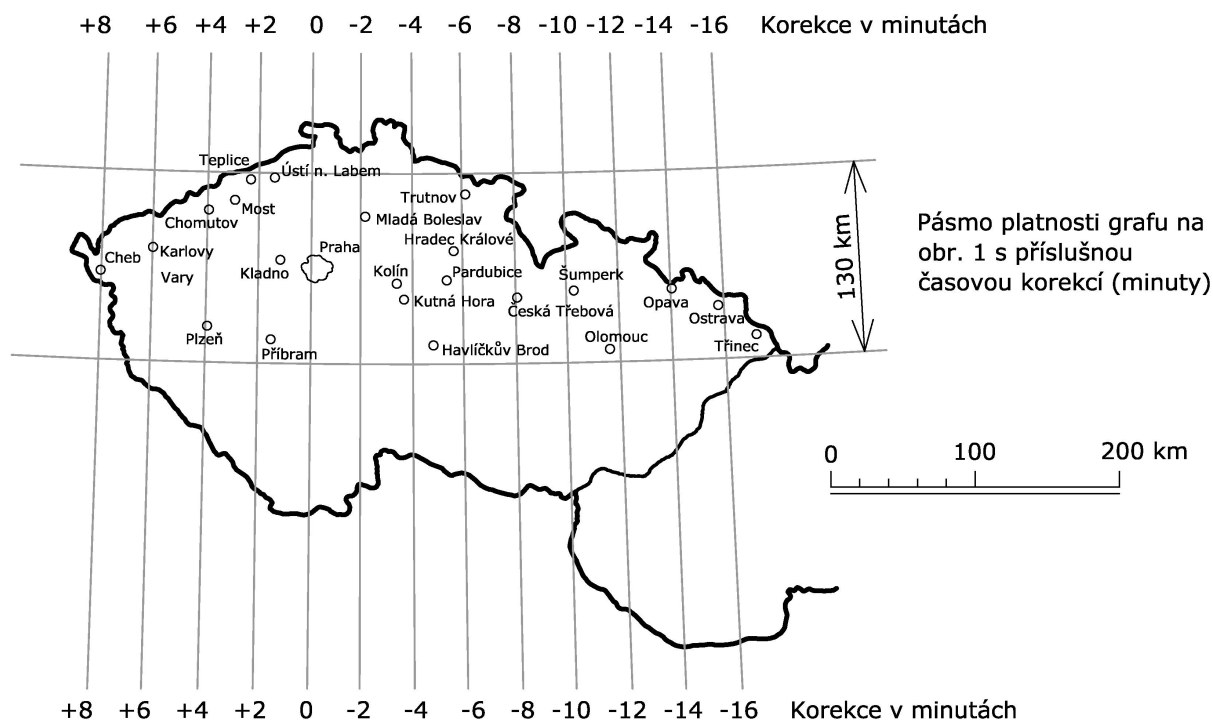 +8 +6 +4 +2 0 -2 -4 -6 -8 -10 -12 -14 -16 Korekce v minutách
Teplice
Ústí n. Labem
Most
Chomutov
Trutnov
Mladá Boleslav
Hradec Králové
Cheb
Karlovy
Vary
Kladno
Praha
Kolín
Pardubice
Kutná Hora
Šumperk
Česká Třebová
Opava
Ostrava
Třinec
Plzeň
Příbram
Havlíčkův Brod
Olomouc
130 km
Pásmo platnosti grafu na
obr. 1 s příslušnou
časovou korekcí (minuty)
0 100 200 km
+8 +6 +4 +2 0 -2 -4 -6 -8 -10 -12 -14 -16 Korekce v minutách